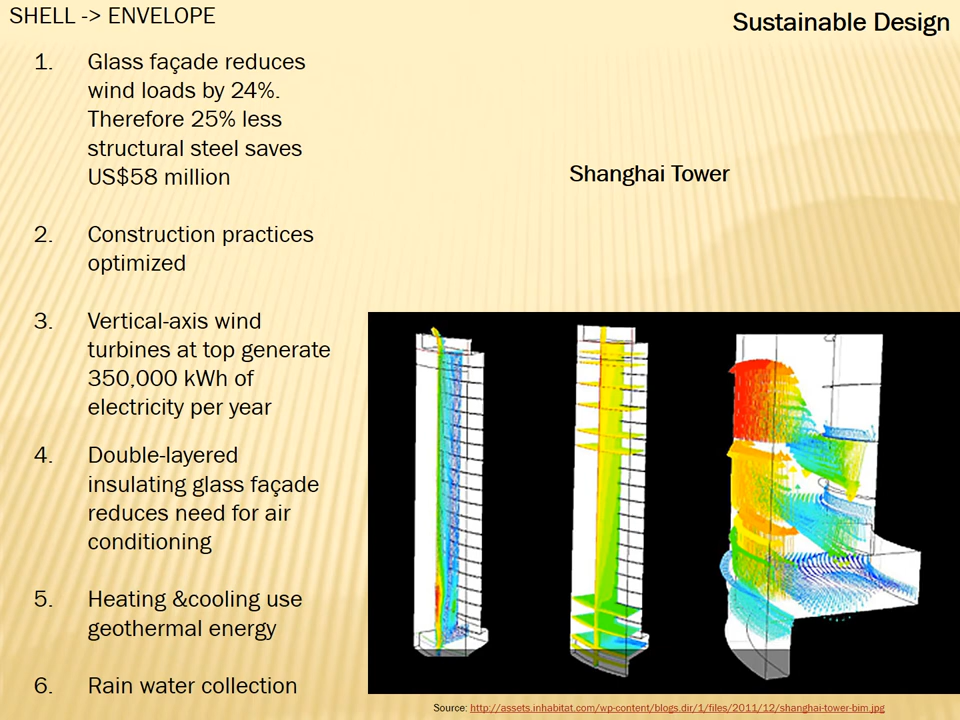 SHELL -> ENVELOPE
Sustainable Design
1. Glass façade reduces
wind loads by 24%.
Therefore 25% less
structural steel saves
US$58 million
Shanghai Tower
2. Construction practices
optimized
3. Vertical-axis wind
turbines at top generate
350,000 kWh of
electricity per year
4. Double-layered
insulating glass façade
reduces need for air
conditioning
5. Heating &cooling use
geothermal energy
6. Rain water collection
Source: http://assets.inhabitat.com/wp-content/blogs.dir/1/files/2011/12/shanghai-tower-bim.jpg